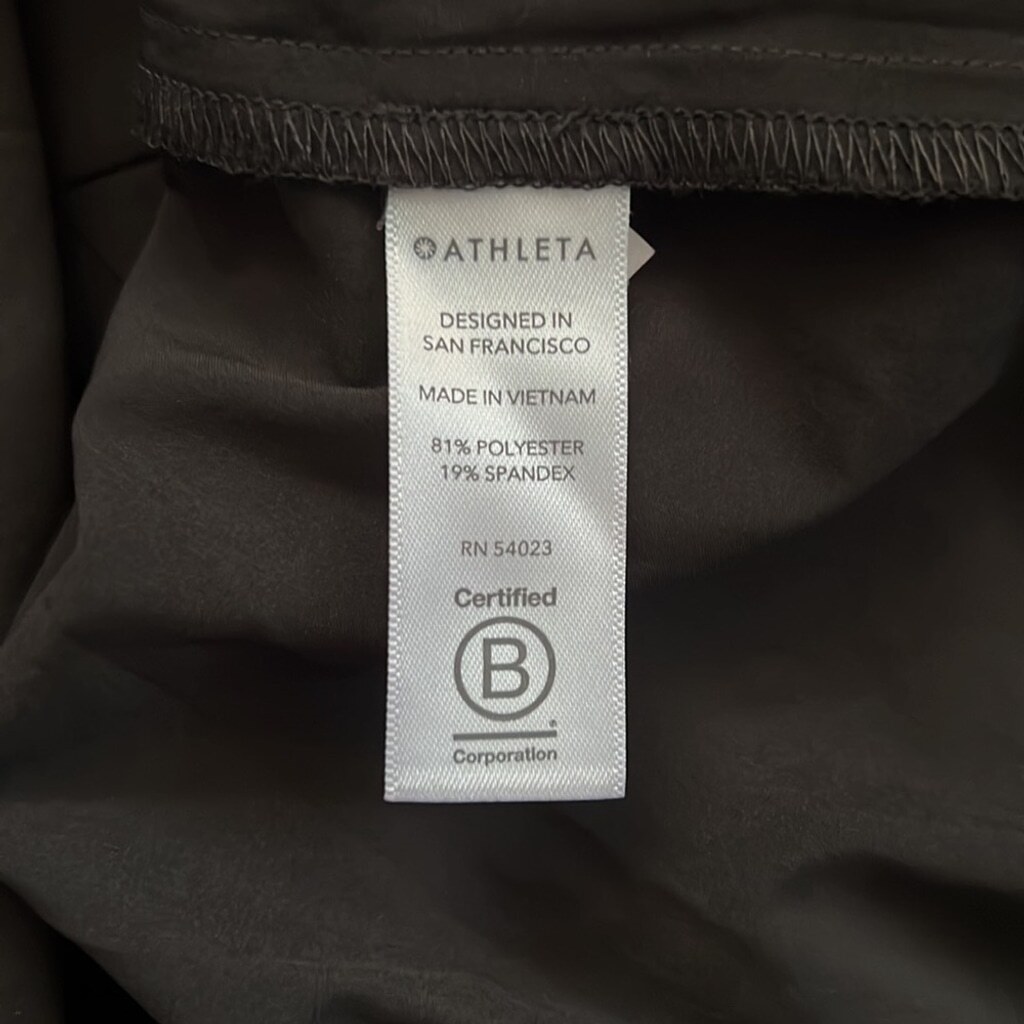 ATHLETA
DESIGNED IN
SAN FRANCISCO
MADE IN VIETNAM
81% POLYESTER
19% SPANDEX
RN 54023
Certified
B
Corporation